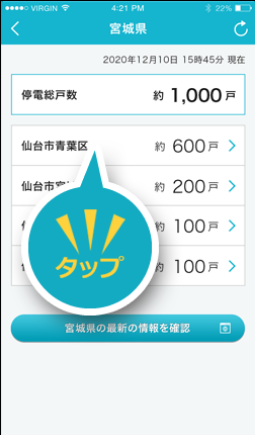 VIRGIN 4:21 PM 22%
宮城県
2020年12月10日 15時45分 現在
停電総戸数 約 1,000 戸
仙台市青葉区 約 600 戸
仙台市宮 約 200 戸
約 100 戸
約 100 戸
タップ
宮城県の最新の情報を確認